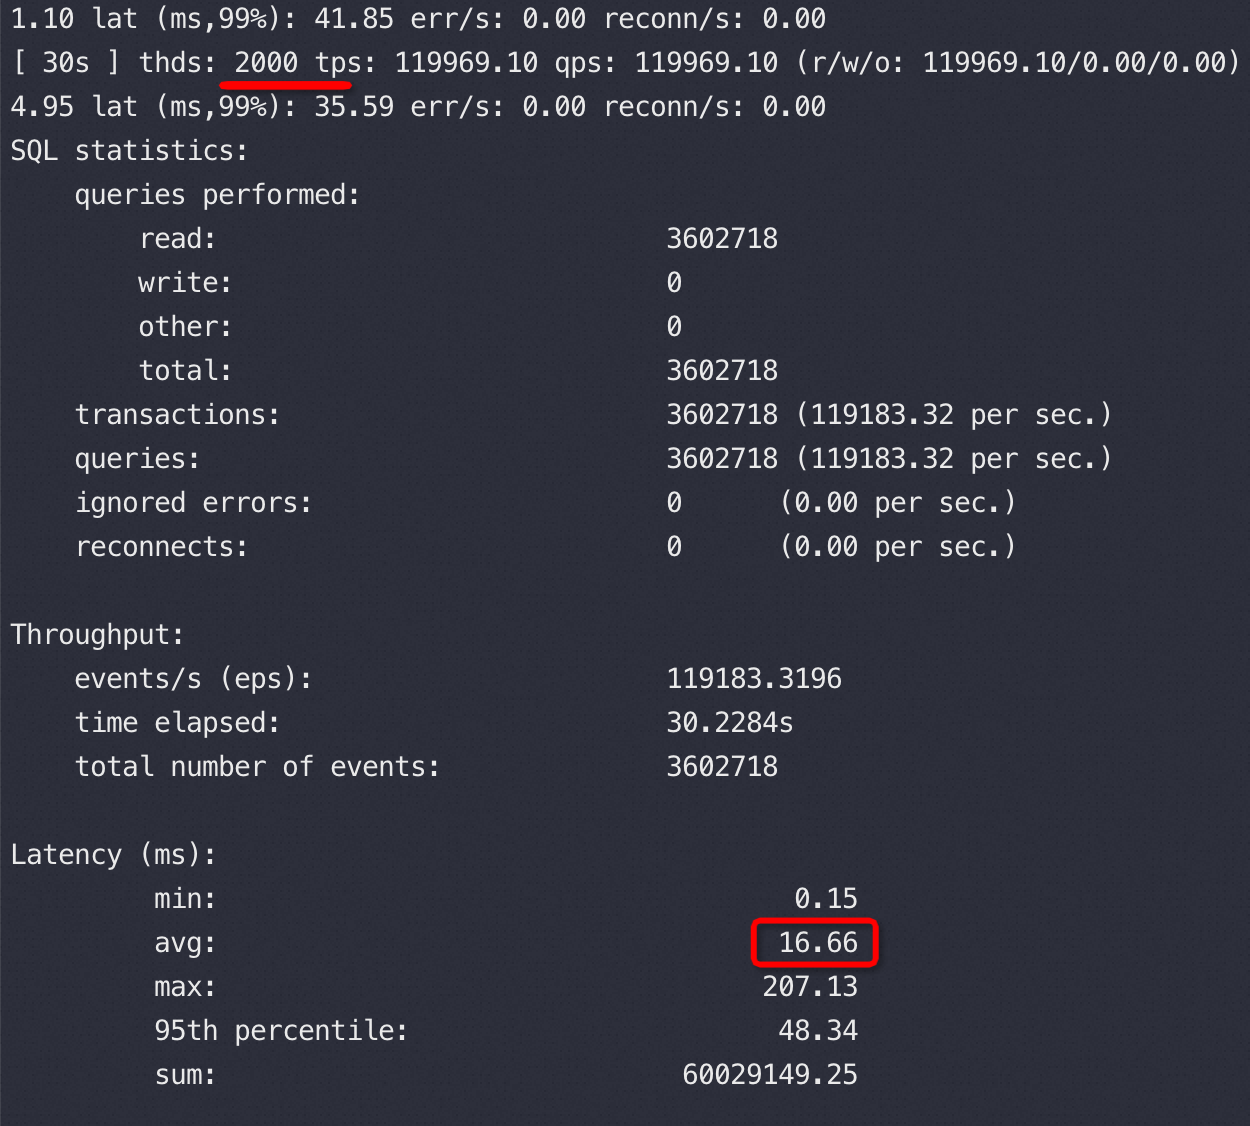 1.10 lat (ms,99%): 41.85 err/s: 0.00 reconn/s: 0.00
[ 30s ] thds: 2000 tps: 119969.10 qps: 119969.10 (r/w/o: 119969.10/0.00/0.00)
4.95 lat (ms,99%): 35.59 err/s: 0.00 reconn/s: 0.00
SQL statistics:
queries performed:
read: 3602718
write: 0
other: 0
total: 3602718
transactions: 3602718 (119183.32 per sec.)
queries: 3602718 (119183.32 per sec.)
ignored errors: 0 (0.00 per sec.)
reconnects: 0 (0.00 per sec.)
Throughput:
events/s (eps): 119183.3196
time elapsed: 30.2284s
total number of events: 3602718
Latency (ms):
min: 0.15
avg: 16.66
max: 207.13
95th percentile: 48.34
sum: 60029149.25